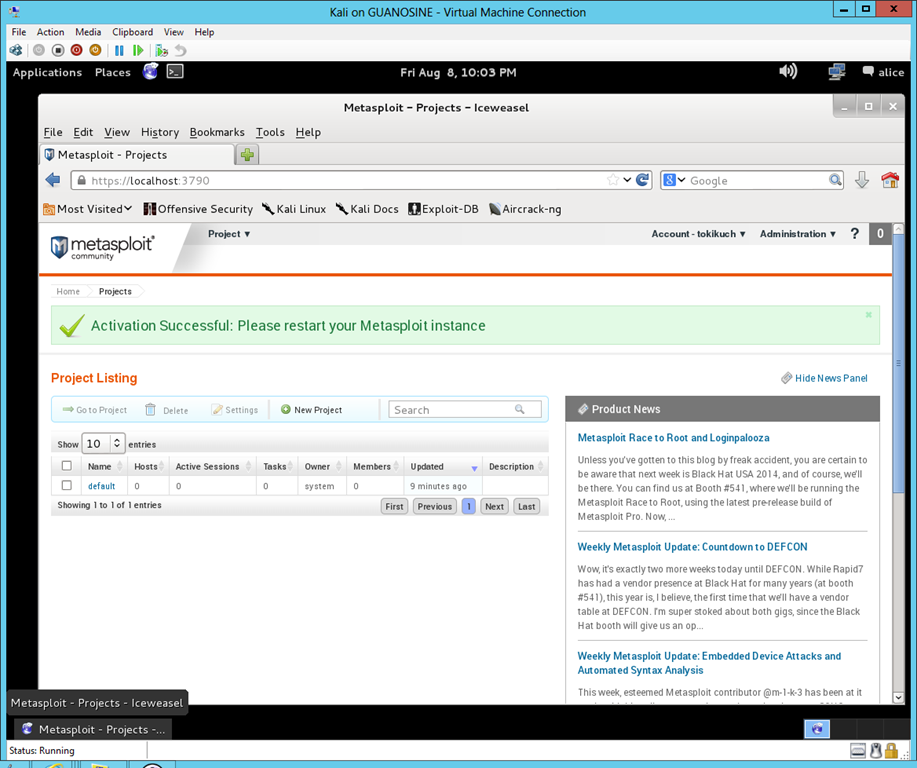 Kali on GUANOSINE - Virtual Machine Connection
File Action Media Clipboard View Help
Applications Places Fri Aug 8, 10:03 PM alice
Metasploit - Projects - Iceweasel
File Edit View History Bookmarks Tools Help
Metasploit - Projects
https://localhost:3790 Google
Most Visited Offensive Security Kali Linux Kali Docs Exploit-DB Aircrack-ng
metasploit® community
Project ▼ Account - tokikuch ▼ Administration ▼ ? 0
Home Projects
Activation Successful: Please restart your Metasploit instance
Project Listing
Hide News Panel
Go to Project Delete Settings New Project Search
Show 10 entries
Name Hosts Active Sessions Tasks Owner Members Updated Description
default 0 0 0 system 0 9 minutes ago
Showing 1 to 1 of 1 entries First Previous 1 Next Last
Product News
Metasploit Race to Root and Loginpalooza
Unless you've gotten to this blog by freak accident, you are certain to
be aware that next week is Black Hat USA 2014, and of course, we'll
be there. You can find us at Booth #541, where we'll be running the
Metasploit Race to Root, using the latest pre-release build of
Metasploit Pro. Now, ...
Weekly Metasploit Update: Countdown to DEFCON
Wow, it's exactly two more weeks today until DEFCON. While Rapid7
has had a vendor presence at Black Hat for many years (at booth
#541), this year is, I believe, the first time that we'll have a vendor
table at DEFCON. I'm super stoked about both gigs, since the Black
Hat booth will give us an op...
Weekly Metasploit Update: Embedded Device Attacks and
Automated Syntax Analysis
This week, esteemed Metasploit contributor @m-1-k-3 has been at it
Metasploit - Projects - Iceweasel
Metasploit - Projects -...
Status: Running